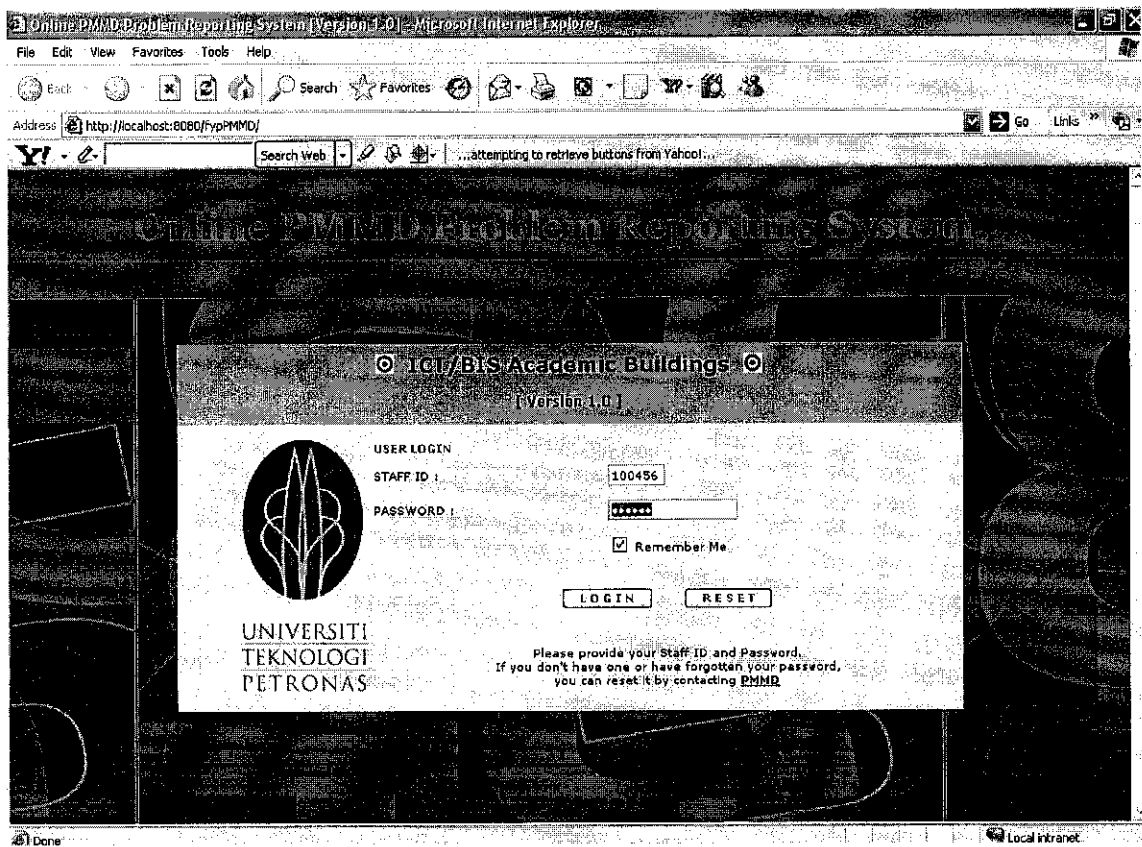 Online PMMD Problem Reporting System [Version 1.0] - Microsoft Internet Explorer
File Edit View Favorites Tools Help
Back Search Favorites
Address http://localhost:8080/fypPMMD/ Go Links »
Y! Search Web ...attempting to retrieve buttons from Yahoo!...
Online PMMD Problem Reporting System
ICT/BIS Academic Buildings
[ Version 1.0 ]
USER LOGIN
STAFF ID : 100456
PASSWORD : ●●●●●●
Remember Me
LOGIN RESET
UNIVERSITI
TEKNOLOGI
PETRONAS
Please provide your Staff ID and Password.
If you don't have one or have forgotten your password,
you can reset it by contacting PMMD
Done Local intranet